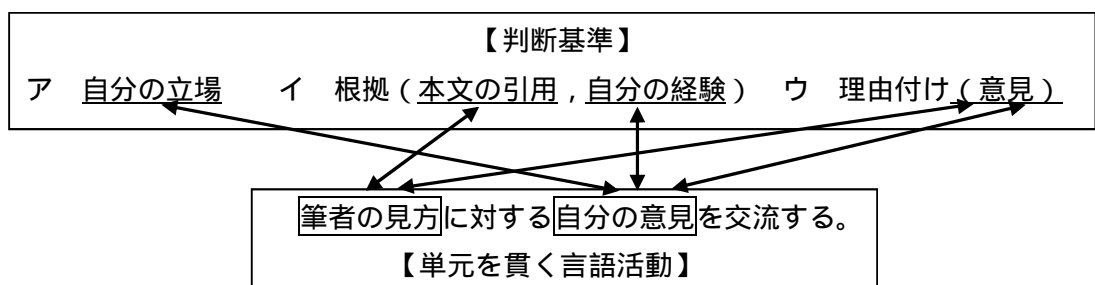 【判断基準】
ア 自分の立場 イ 根拠（本文の引用，自分の経験） ウ 理由付け（意見）
筆者の見方に対する自分の意見を交流する。
【単元を貫く言語活動】